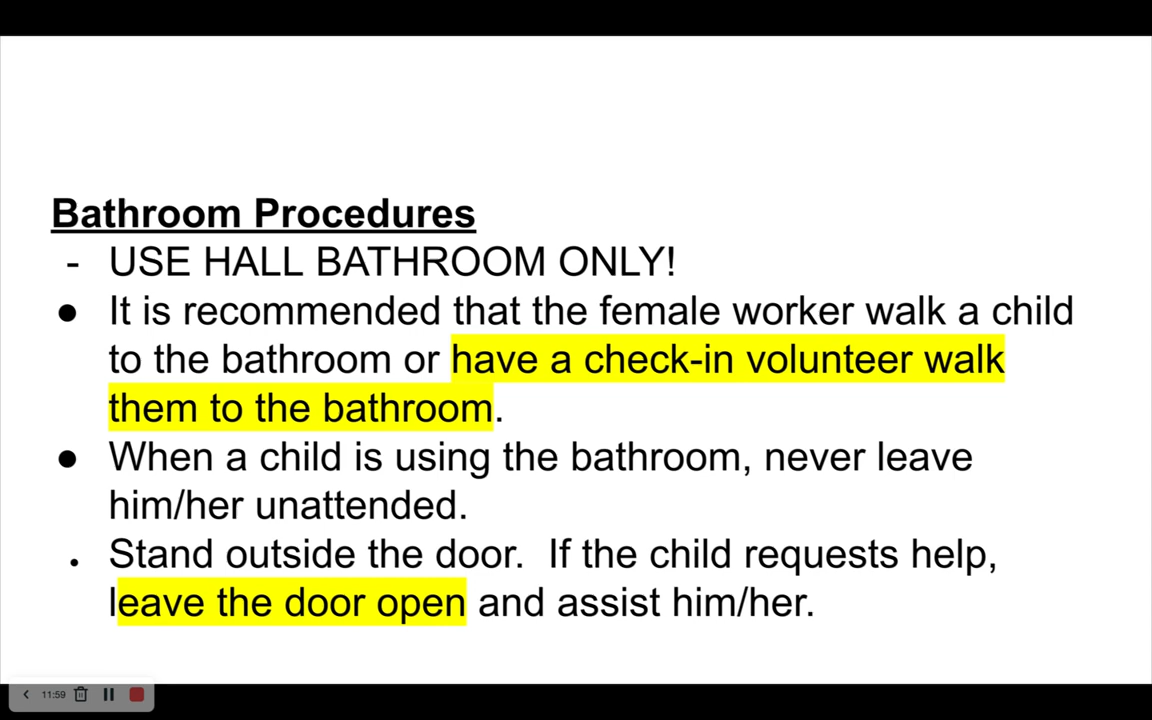 Bathroom Procedures
- USE HALL BATHROOM ONLY!
● It is recommended that the female worker walk a child
to the bathroom or have a check-in volunteer walk
them to the bathroom.
● When a child is using the bathroom, never leave
him/her unattended.
● Stand outside the door.  If the child requests help,
leave the door open and assist him/her.
11:59